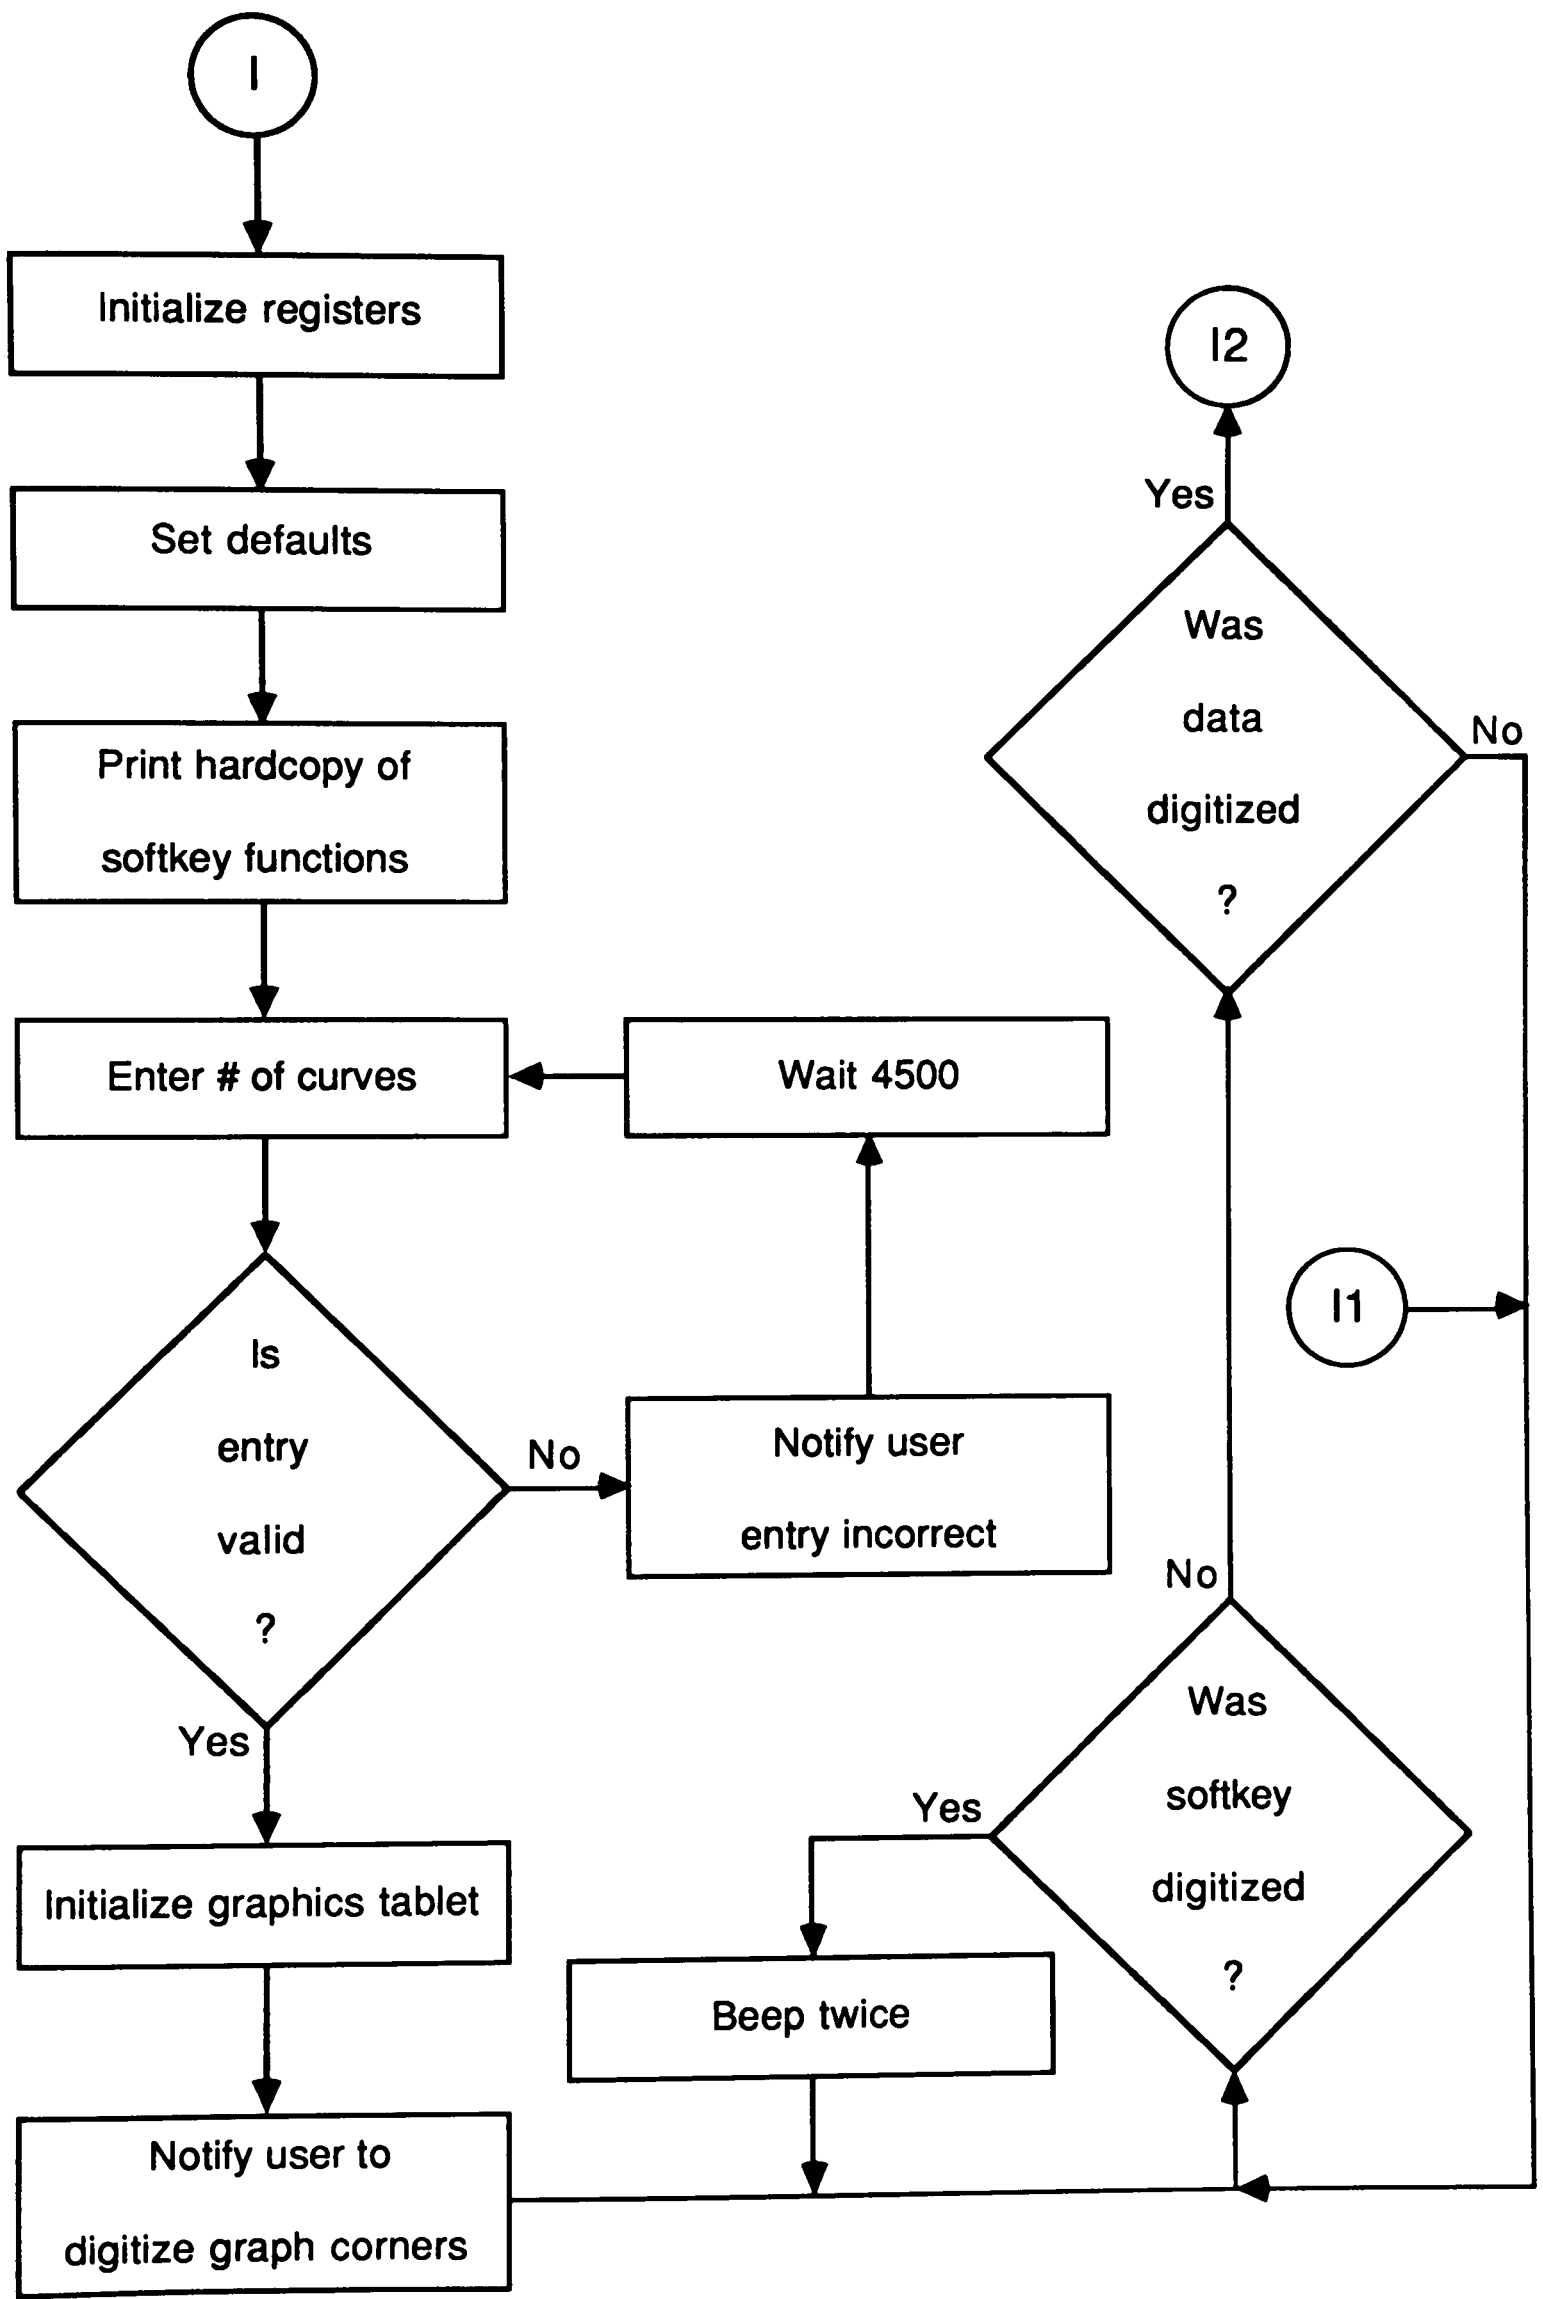 I
Initialize registers
Set defaults
Print hardcopy of
softkey functions
Enter # of curves
Wait 4500
Is
entry
valid
?
No
Notify user
entry incorrect
Yes
Initialize graphics tablet
Notify user to
digitize graph corners
I2
Yes
Was
data
digitized
?
No
I1
No
Was
softkey
digitized
?
Yes
Beep twice